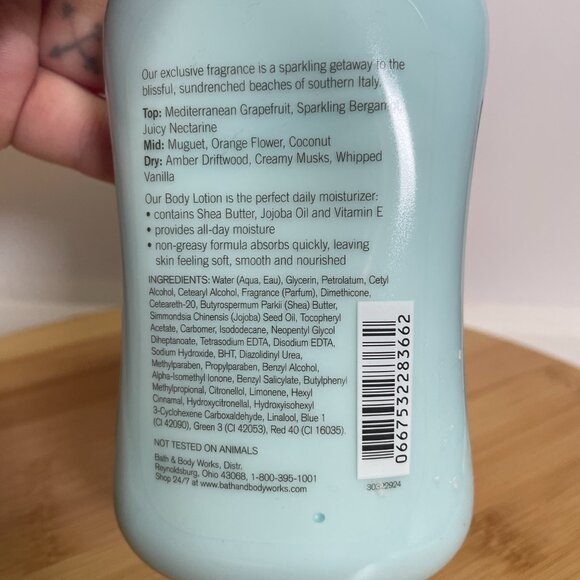 Our exclusive fragrance is a sparkling getaway to the
blissful, sundrenched beaches of southern Italy.
Top: Mediterranean Grapefruit, Sparkling
Juicy Nectarine
Mid: Muguet, Orange Flower, Coconut
Dry: Amber Driftwood, Creamy Musks, Whipped
Vanilla
Our Body Lotion is the perfect daily moisturizer:
• contains Shea Butter, Jojoba Oil and Vitamin E
• provides all-day moisture
• non-greasy formula absorbs quickly, leaving
skin feeling soft, smooth and nourished
INGREDIENTS: Water (Aqua, Eau), Glycerin, Petrolatum, Cetyl
Alcohol, Cetearyl Alcohol, Fragrance (Parfum), Dimethicone,
Ceteareth-20, Butyrospermum Parkii (Shea) Butter,
Simmondsia Chinensis (Jojoba) Seed Oil, Tocopheryl
Acetate, Carbomer, Isododecane, Neopentyl Glycol
Diheptanoate, Tetrasodium EDTA, Disodium EDTA,
Sodium Hydroxide, BHT, Diazolidinyl Urea,
Methylparaben, Propylparaben, Benzyl Alcohol,
Alpha-Isomethyl Ionone, Benzyl Salicylate, Butylphenyl
Methylpropional, Citronellol, Limonene, Hexyl
Cinnamal, Hydroxycitronellal, Hydroxyisohexyl
3-Cyclohexene Carboxaldehyde, Linalool, Blue 1
(CI 42090), Green 3 (CI 42053), Red 40 (CI 16035).
NOT TESTED ON ANIMALS
Bath & Body Works, Distr.
Reynoldsburg, Ohio 43068, 1-800-395-1001
Shop 24/7 at www.bathandbodyworks.com
0667532283662